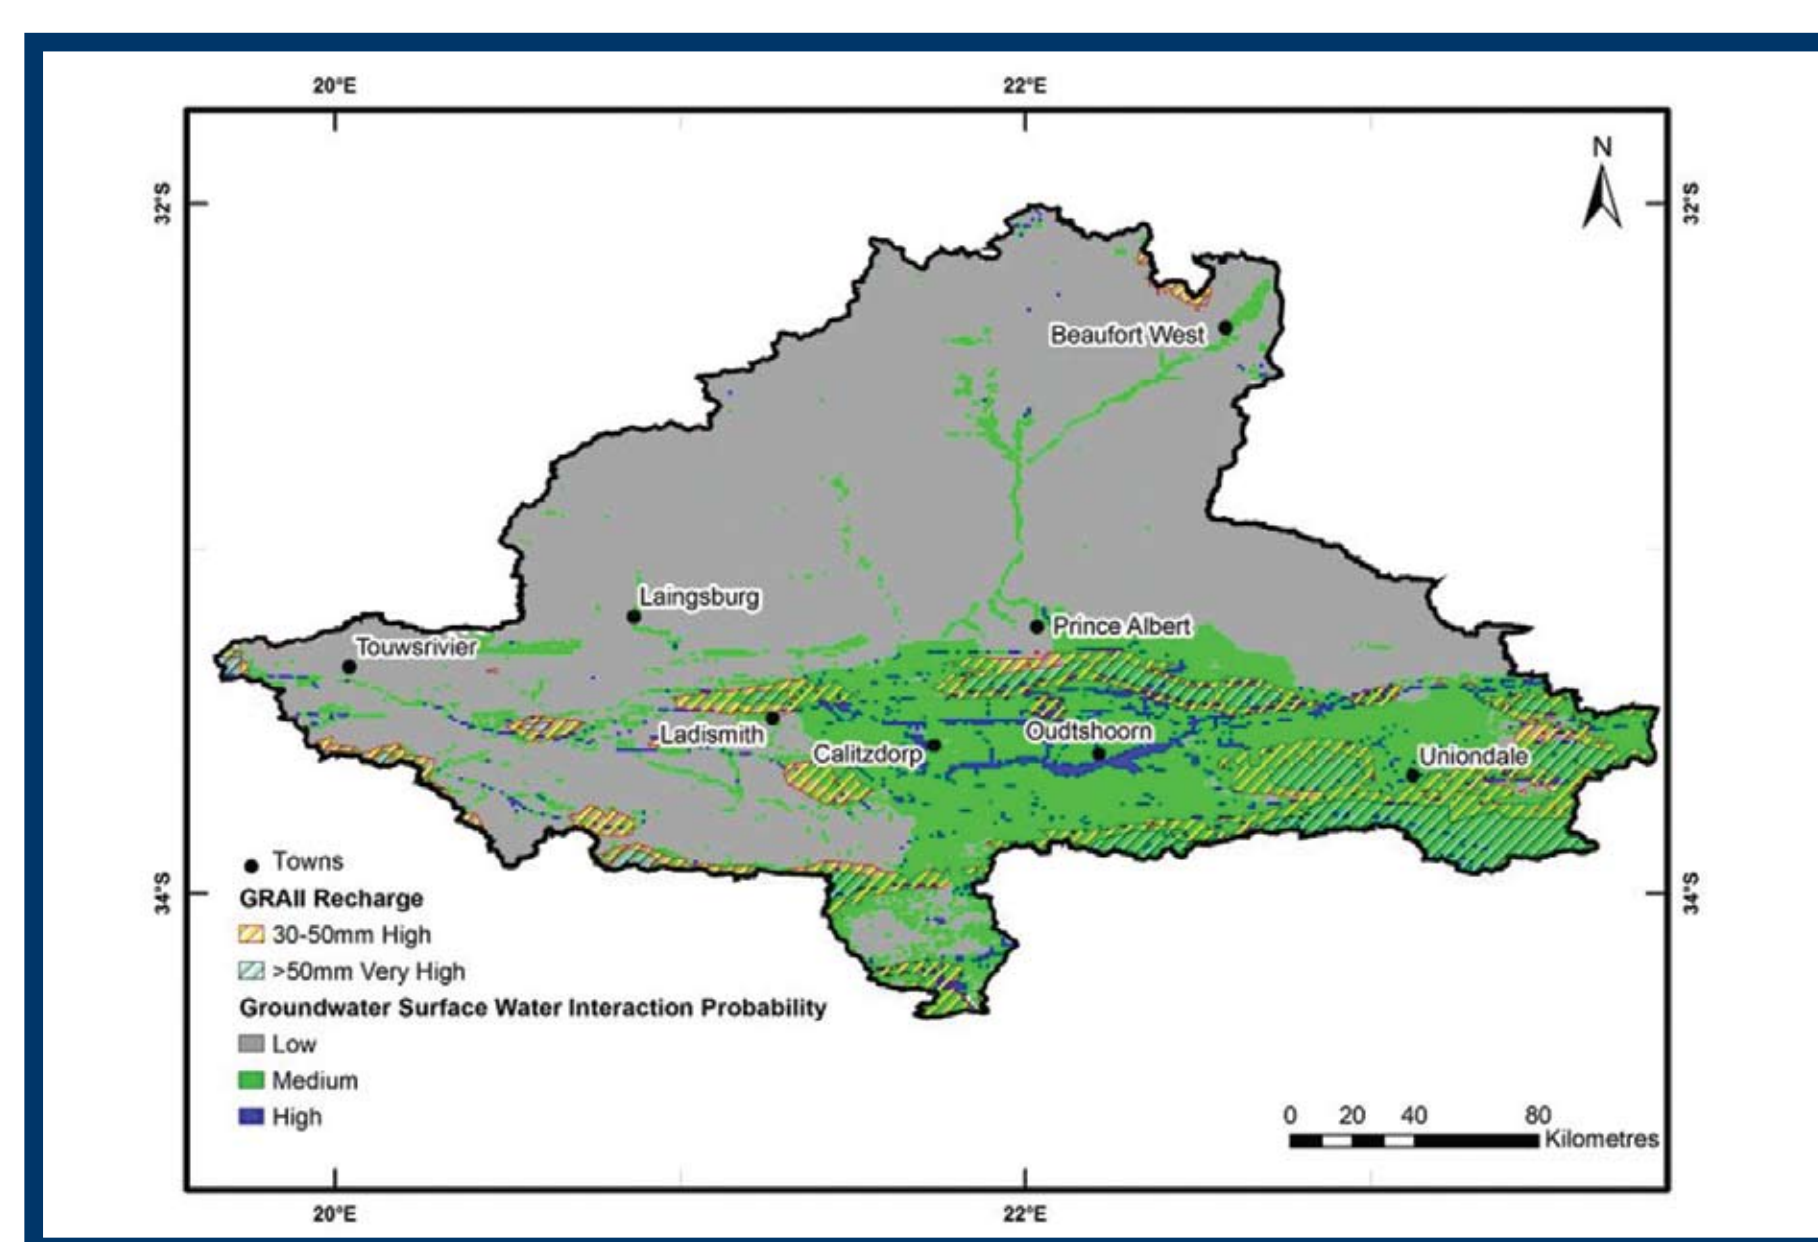 20°E 22°E
N
32°S 32°S
Beaufort West
Laingsburg
Prince Albert
Touwsrivier
Oudtshoorn
Ladismith
Calitzdorp
Uniondale
Towns
34°S 34°S
GRAII Recharge
30-50mm High
>50mm Very High
Groundwater Surface Water Interaction Probability
Low
Medium
High
0 20 40 80
Kilometres
20°E 22°E